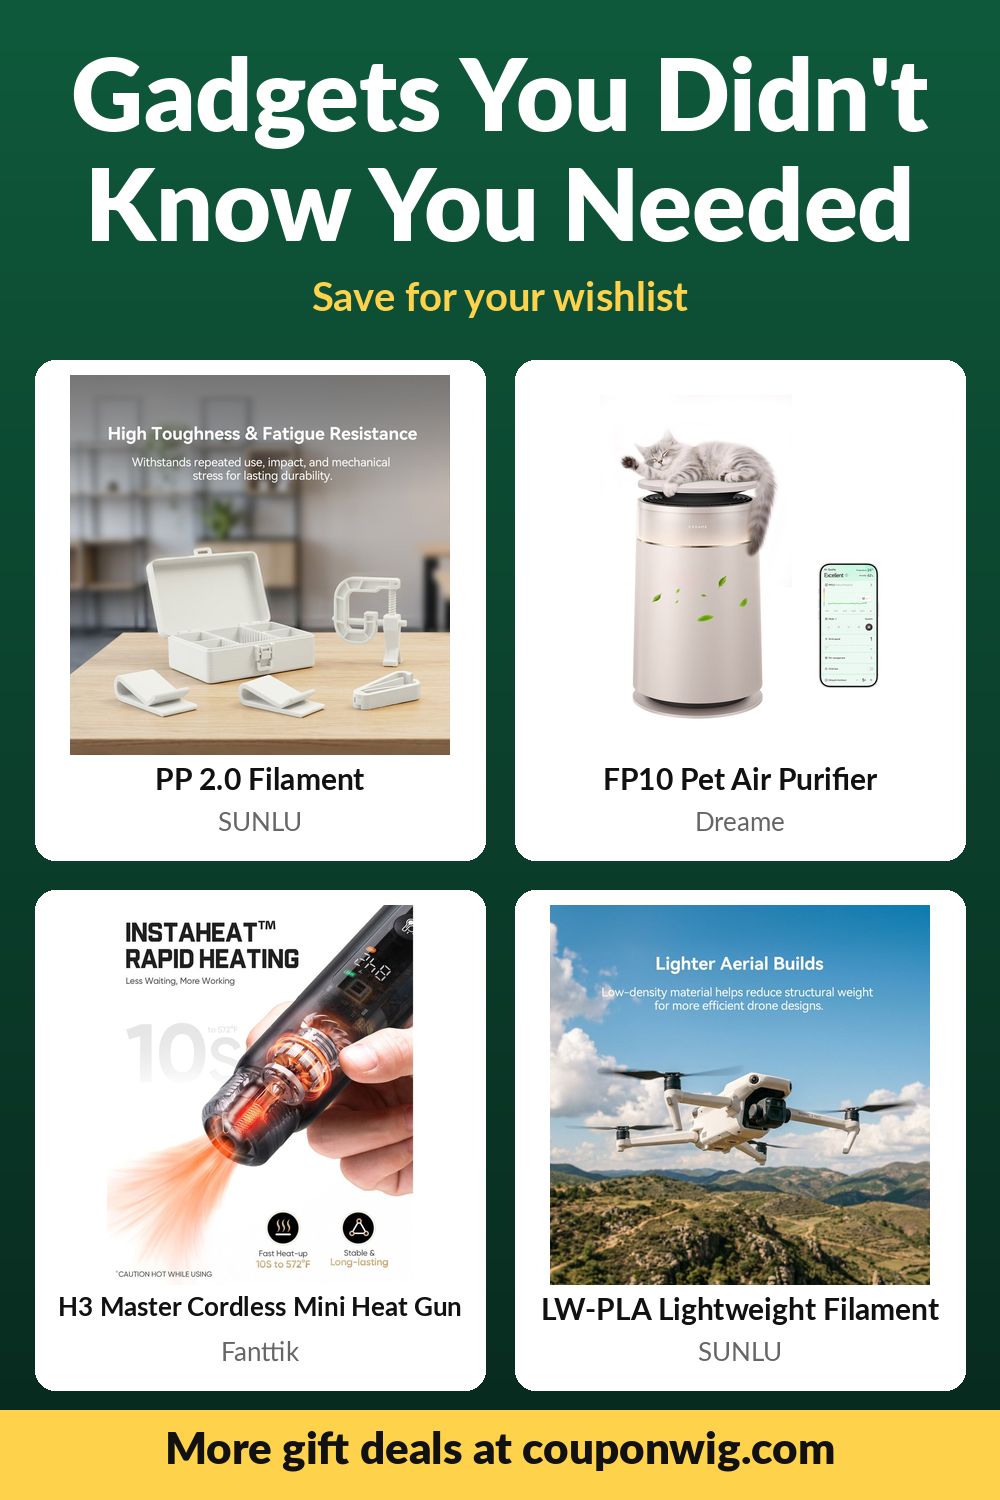 Gadgets You Didn't
Know You Needed
Save for your wishlist
High Toughness & Fatigue Resistance
Withstands repeated use, impact, and mechanical
stress for lasting durability.
PP 2.0 Filament
SUNLU
DREAME
Excellent
FP10 Pet Air Purifier
Dreame
INSTAHEAT™
RAPID HEATING
Less Waiting, More Working
to 572°F
10S
Fast Heat-up
10S to 572°F
Stable &
Long-lasting
*CAUTION HOT WHILE USING
H3 Master Cordless Mini Heat Gun
Fanttik
Lighter Aerial Builds
Low-density material helps reduce structural weight
for more efficient drone designs.
LW-PLA Lightweight Filament
SUNLU
More gift deals at couponwig.com